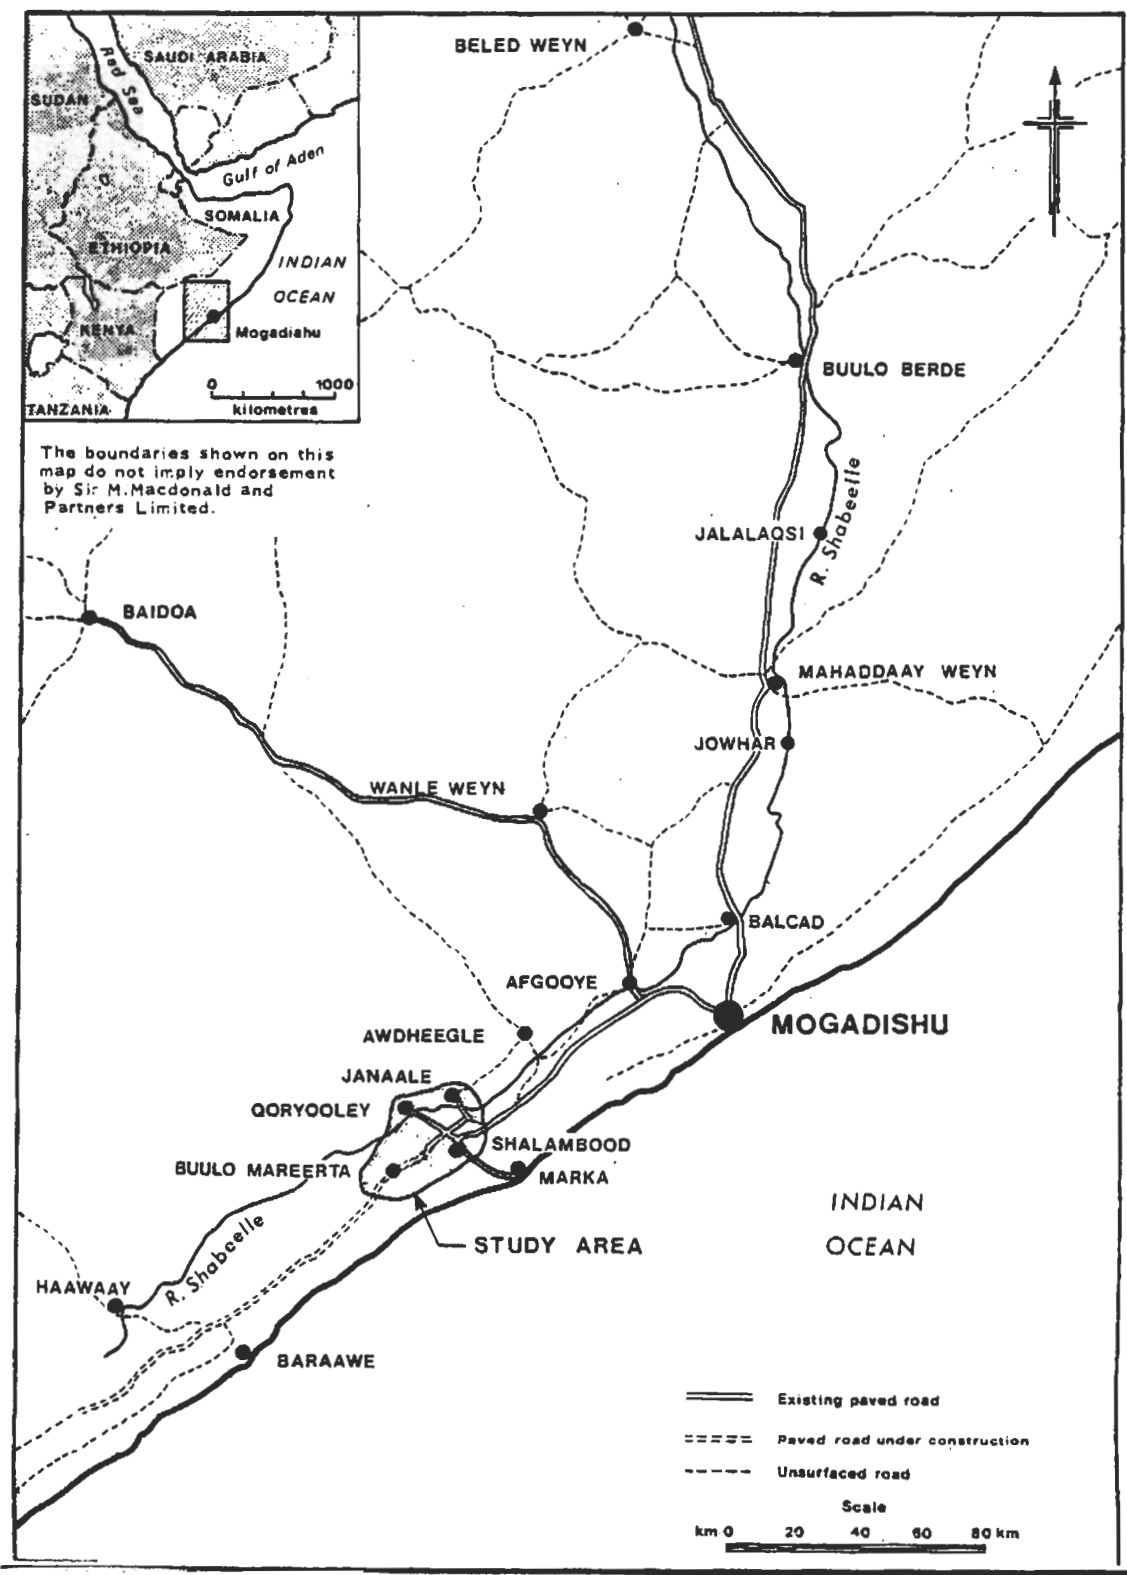 BELED WEYN
SAUDI ARABIA
Red Sea
SUDAN
Gulf of Aden
SOMALIA
ETHIOPIA
INDIAN
OCEAN
KENYA
Mogadishu
0 1000
kilometres
TANZANIA
The boundaries shown on this
map do not imply endorsement
by Sir M.Macdonald and
Partners Limited.
BUULO BERDE
JALALAQSI
R. Shabeelle
BAIDOA
MAHADDAAY WEYN
JOWHAR
WANLE WEYN
BALCAD
AFGOOYE
MOGADISHU
AWDHEEGLE
JANAALE
QORYOOLEY
SHALAMBOOD
BUULO MAREERTA
MARKA
INDIAN
OCEAN
STUDY AREA
R. Shabeelle
HAAWAAY
BARAAWE
Existing paved road
Paved road under construction
Unsurfaced road
Scale
km 0 20 40 60 80 km